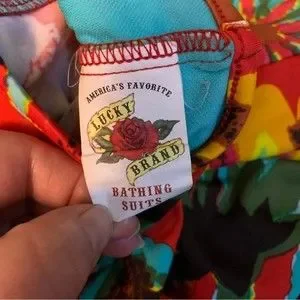 AMERICA'S FAVORITE
LUCKY
BRAND
BATHING
SUITS